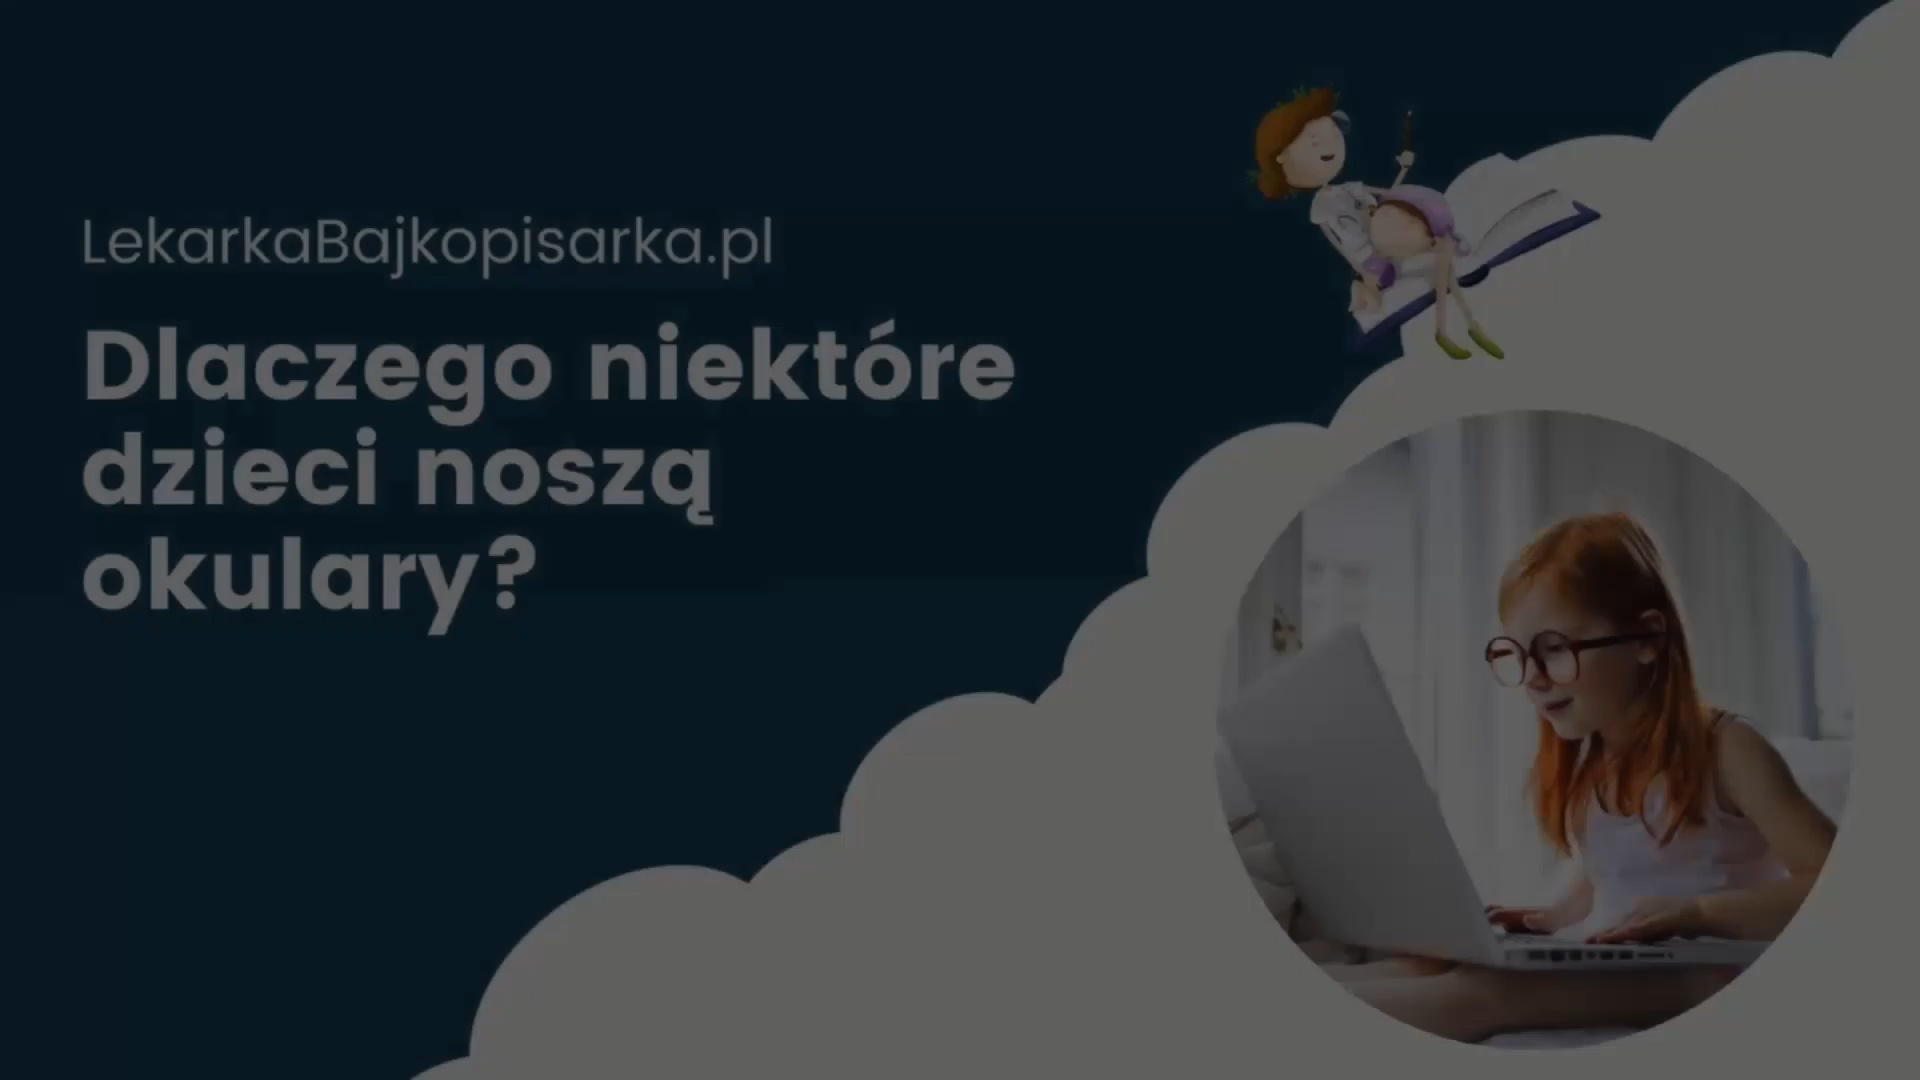 LekarkaBajkopisarka.pl
Dlaczego niektóre
dzieci noszą
okulary?